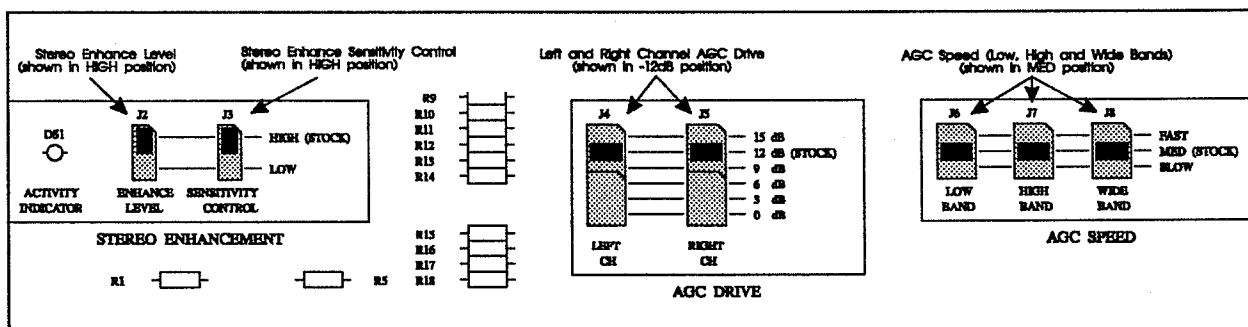 Stereo Enhance Level
(shown in HIGH position)
Stereo Enhance Sensitivity Control
(shown in HIGH position)
Left and Right Channel AGC Drive
(shown in -12dB position)
AGC Speed (Low, High and Wide Bands)
(shown in MED position)
DS1
ACTIVITY
INDICATOR
J2
J3
HIGH (STOCK)
LOW
ENHANCE
LEVEL
SENSITIVITY
CONTROL
STEREO ENHANCEMENT
R1
R5
R9
R10
R11
R12
R13
R14
R15
R16
R17
R18
J4
J5
15 dB
12 dB (STOCK)
9 dB
6 dB
3 dB
0 dB
LEFT
CH
RIGHT
CH
AGC DRIVE
J6
J7
J8
FAST
MED (STOCK)
SLOW
LOW
BAND
HIGH
BAND
WIDE
BAND
AGC SPEED